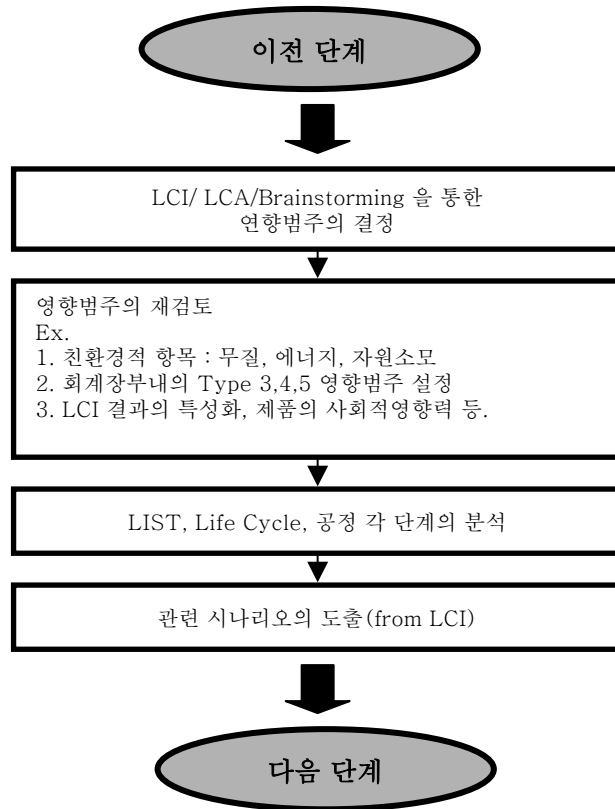 이전 단계
LCI/ LCA/Brainstorming 을 통한
연향범주의 결정
영향범주의 재검토
Ex.
1. 친환경적 항목 : 무질, 에너지, 자원소모
2. 회계장부내의 Type 3,4,5 영향범주 설정
3. LCI 결과의 특성화, 제품의 사회적영향력 등.
LIST, Life Cycle, 공정 각 단계의 분석
관련 시나리오의 도출(from LCI)
다음 단계